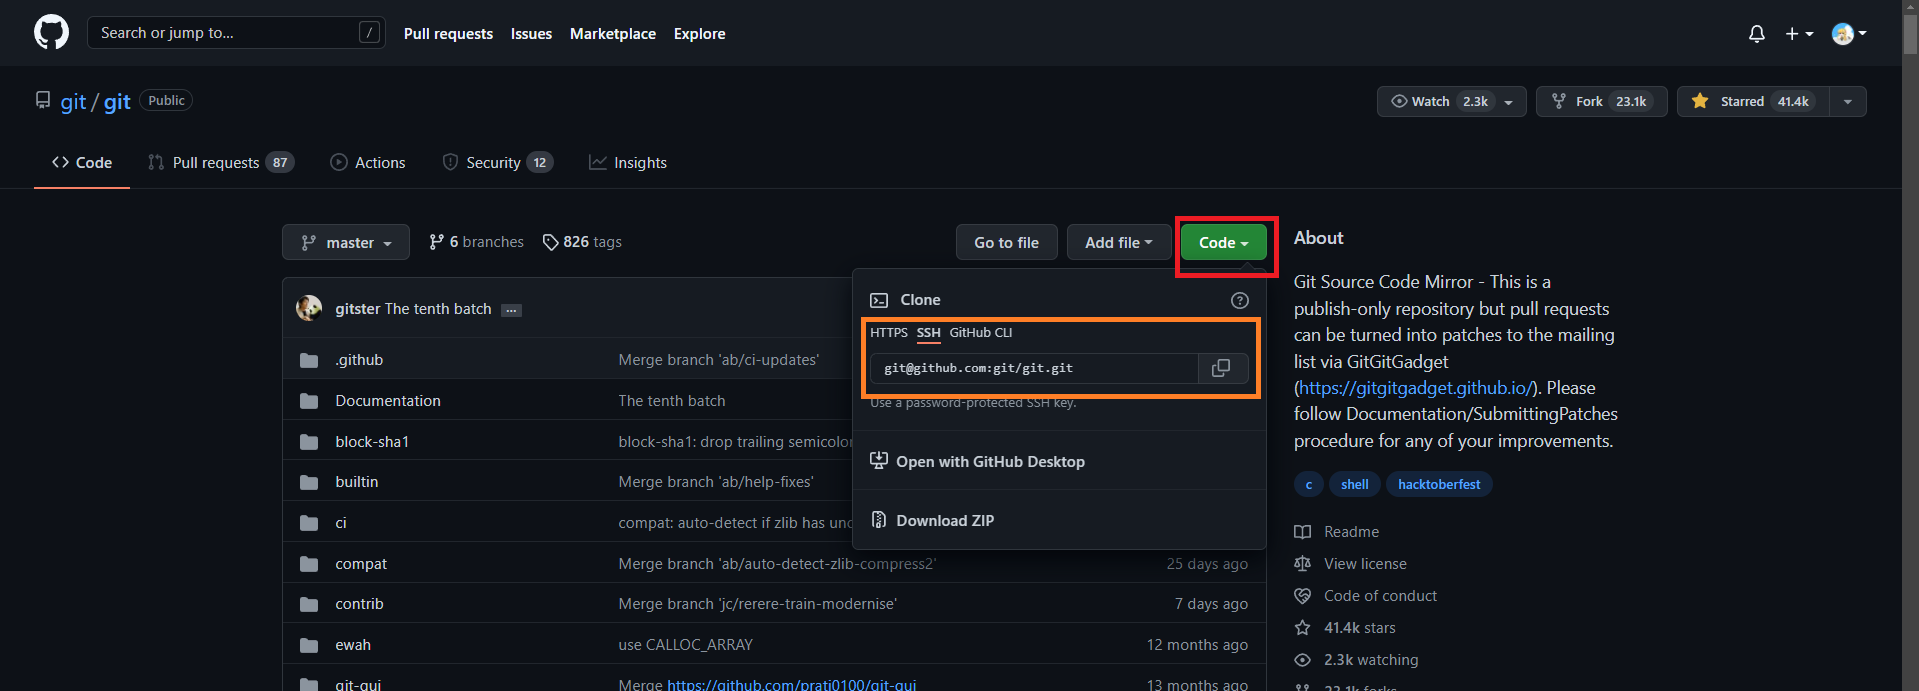 Search or jump to... /
Pull requests Issues Marketplace Explore
git / git Public
Watch 2.3k Fork 23.1k Starred 41.4k
Code Pull requests 87 Actions Security 12 Insights
master 6 branches 826 tags Go to file Add file Code
gitster The tenth batch ...
.github Merge branch 'ab/ci-updates'
Documentation The tenth batch
block-sha1 block-sha1: drop trailing semicolon
builtin Merge branch 'ab/help-fixes'
ci compat: auto-detect if zlib has unc
compat Merge branch 'ab/auto-detect-zlib-compress2' 25 days ago
contrib Merge branch 'jc/rerere-train-modernise' 7 days ago
ewah use CALLOC_ARRAY 12 months ago
git-gui Merge https://github.com/prati0100/git-gui 13 months ago
Clone ?
HTTPS SSH GitHub CLI
git@github.com:git/git.git
Use a password-protected SSH key.
Open with GitHub Desktop
Download ZIP
About
Git Source Code Mirror - This is a
publish-only repository but pull requests
can be turned into patches to the mailing
list via GitGitGadget
(https://gitgitgadget.github.io/). Please
follow Documentation/SubmittingPatches
procedure for any of your improvements.
c shell hacktoberfest
Readme
View license
Code of conduct
41.4k stars
2.3k watching
23.1k forks